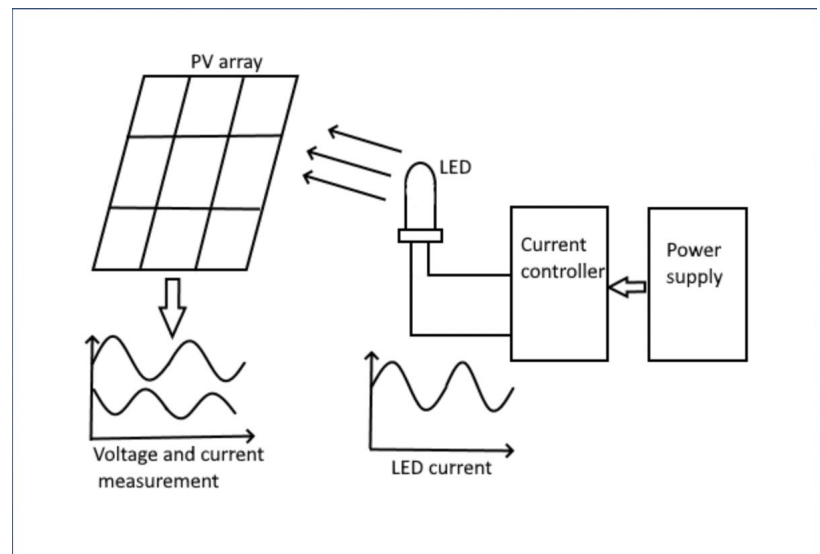 PV array
LED
Current
controller
Power
supply
Voltage and current
measurement
LED current